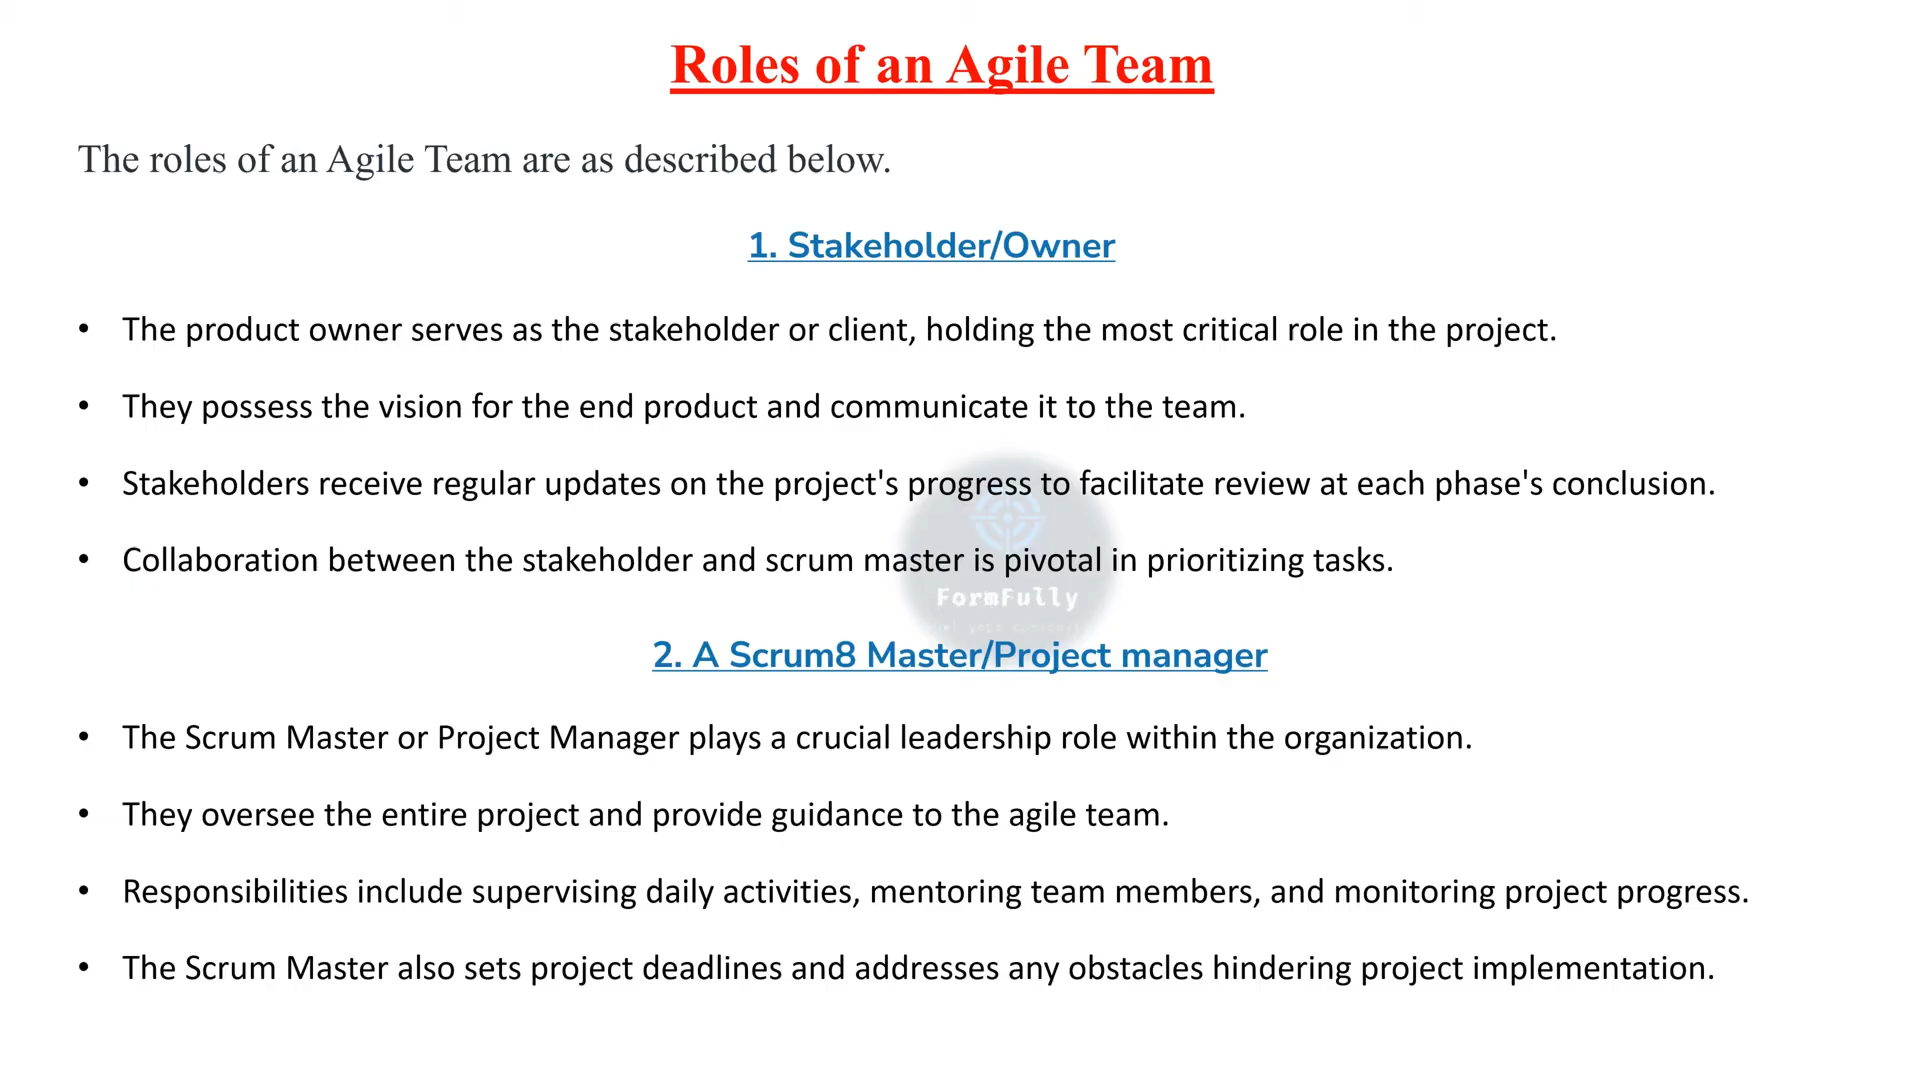 Roles of an Agile Team
The roles of an Agile Team are as described below.
1. Stakeholder/Owner
• The product owner serves as the stakeholder or client, holding the most critical role in the project.
• They possess the vision for the end product and communicate it to the team.
• Stakeholders receive regular updates on the project's progress to facilitate review at each phase's conclusion.
• Collaboration between the stakeholder and scrum master is pivotal in prioritizing tasks.
FormFully
2. A Scrum8 Master/Project manager
• The Scrum Master or Project Manager plays a crucial leadership role within the organization.
• They oversee the entire project and provide guidance to the agile team.
• Responsibilities include supervising daily activities, mentoring team members, and monitoring project progress.
• The Scrum Master also sets project deadlines and addresses any obstacles hindering project implementation.